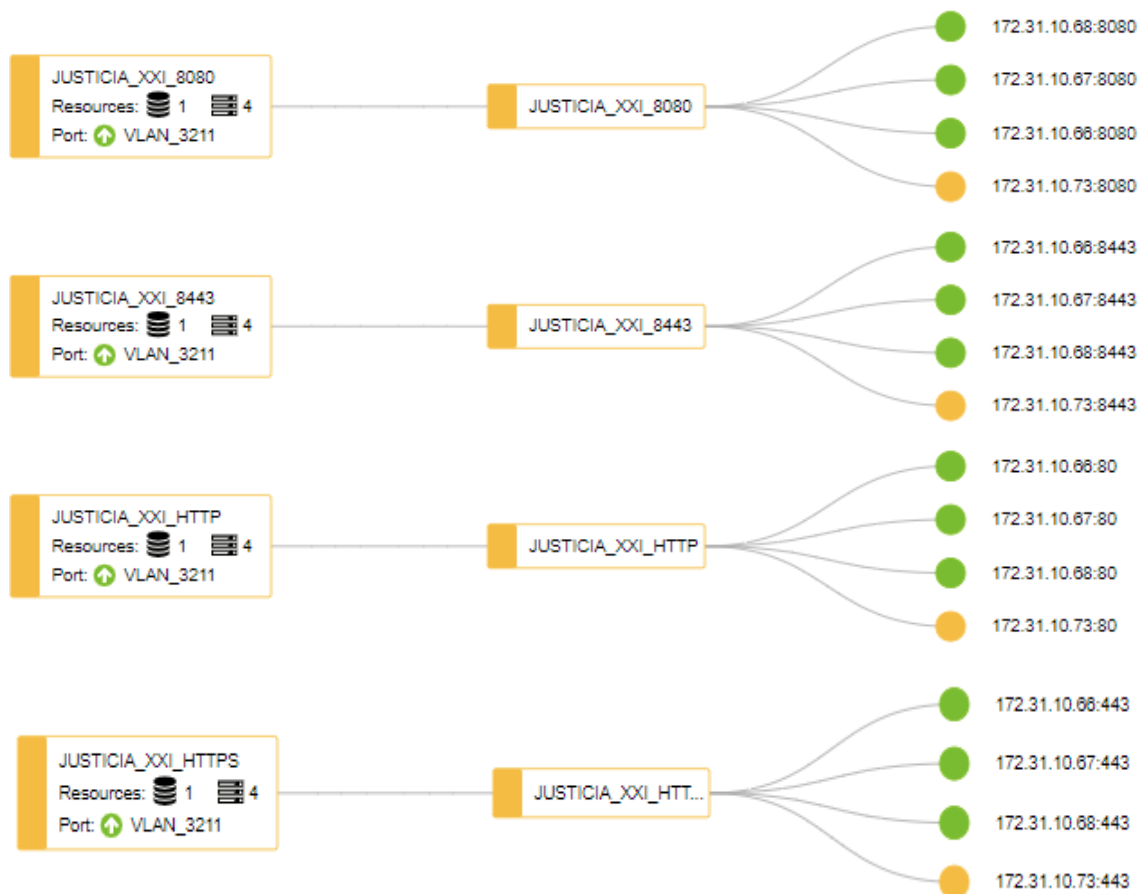 JUSTICIA_XXI_8080
Resources: 1 4
Port: VLAN_3211
JUSTICIA_XXI_8080
172.31.10.68:8080
172.31.10.67:8080
172.31.10.66:8080
172.31.10.73:8080
JUSTICIA_XXI_8443
Resources: 1 4
Port: VLAN_3211
JUSTICIA_XXI_8443
172.31.10.66:8443
172.31.10.67:8443
172.31.10.68:8443
172.31.10.73:8443
JUSTICIA_XXI_HTTP
Resources: 1 4
Port: VLAN_3211
JUSTICIA_XXI_HTTP
172.31.10.66:80
172.31.10.67:80
172.31.10.68:80
172.31.10.73:80
JUSTICIA_XXI_HTTPS
Resources: 1 4
Port: VLAN_3211
JUSTICIA_XXI_HTT...
172.31.10.66:443
172.31.10.67:443
172.31.10.68:443
172.31.10.73:443